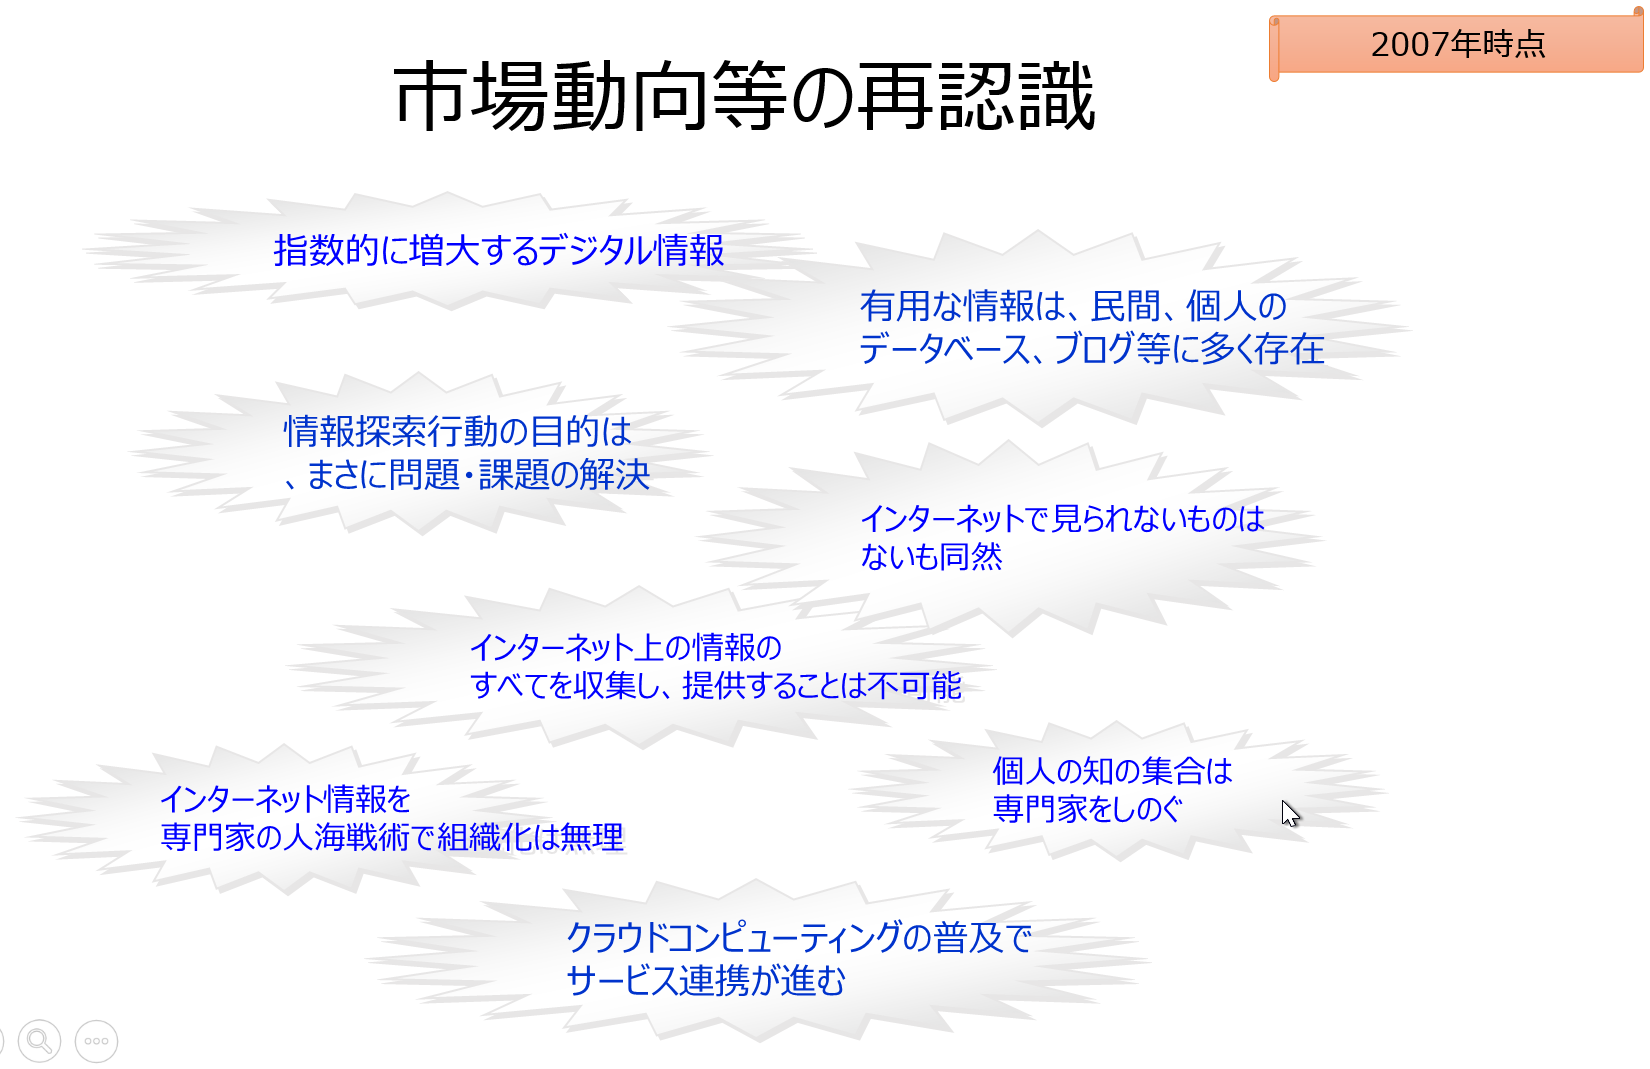 2007年時点
市場動向等の再認識
指数的に増大するデジタル情報
有用な情報は、民間、個人の
データベース、ブログ等に多く存在
情報探索行動の目的は
、まさに問題・課題の解決
インターネットで見られないものは
ないも同然
インターネット上の情報の
すべてを収集し、提供することは不可能
インターネット情報を
専門家の人海戦術で組織化は無理
個人の知の集合は
専門家をしのぐ
クラウドコンピューティングの普及で
サービス連携が進む